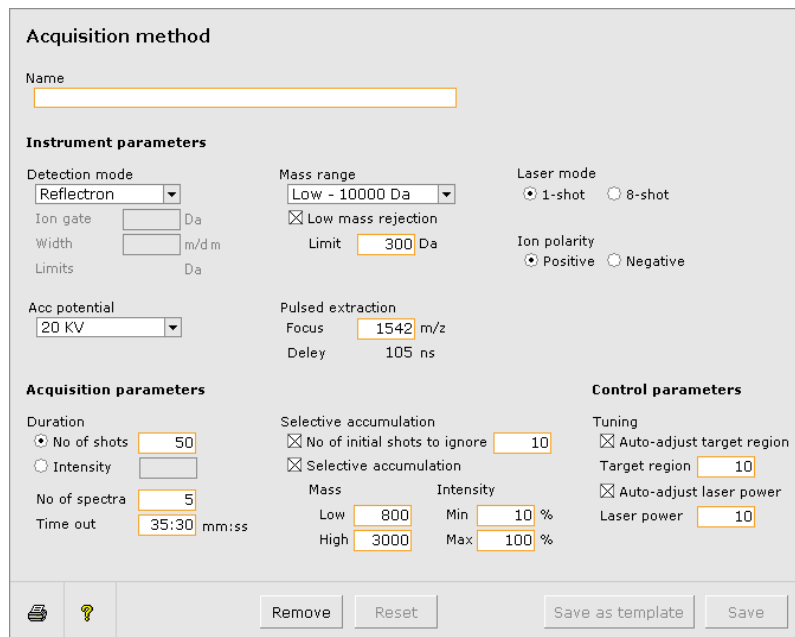 Acquisition method
Name
Instrument parameters
Detection mode
Reflectron
Ion gate Da
Width m/d m
Limits Da
Mass range
Low - 10000 Da
Low mass rejection
Limit 300 Da
Laser mode
1-shot 8-shot
Ion polarity
Positive Negative
Acc potential
20 KV
Pulsed extraction
Focus 1542 m/z
Deley 105 ns
Acquisition parameters
Duration
No of shots 50
Intensity
No of spectra 5
Time out 35:30 mm:ss
Selective accumulation
No of initial shots to ignore 10
Selective accumulation
Mass Intensity
Low 800 Min 10 %
High 3000 Max 100 %
Control parameters
Tuning
Auto-adjust target region
Target region 10
Auto-adjust laser power
Laser power 10
? Remove Reset Save as template Save